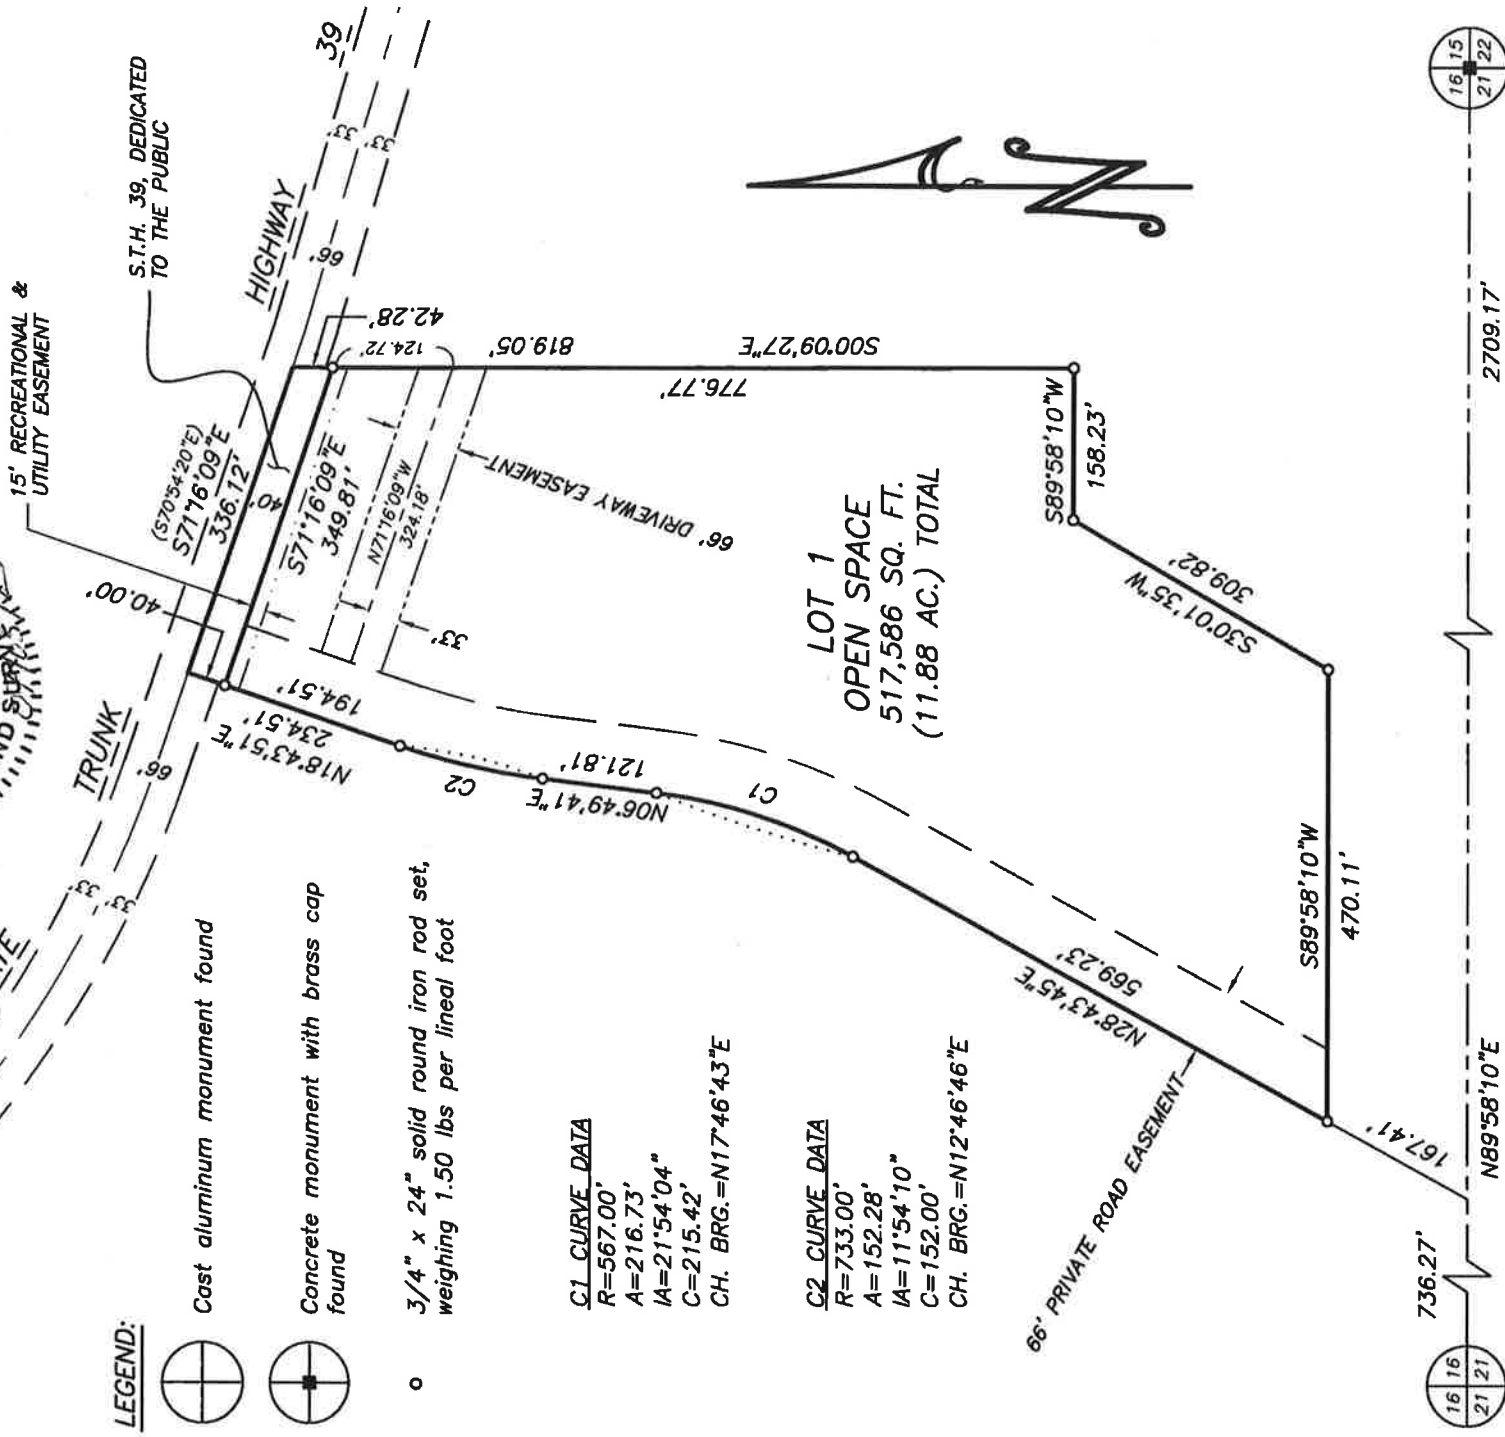 ND SURVE
15' RECREATIONAL &
UTILITY EASEMENT
S.T.H. 39, DEDICATED
TO THE PUBLIC
TRUNK
HIGHWAY
39
66'
33'
33'
66'
33'
33'
40.00'
(S70°54'20"E)
S71°16'09"E
336.12'
40'
S71°16'09"E
349.81'
N71°16'09"W
324.18'
66' DRIVEWAY EASEMENT
33'
42.28'
124.72'
819.05'
776.77'
S00°09'27"E
N18°43'51"E
234.51'
194.51'
C2
N06°49'41"E
121.81'
C1
LOT 1
OPEN SPACE
517,586 SQ. FT.
(11.88 AC.) TOTAL
S89°58'10"W
158.23'
S30°01'35"W
309.82'
S89°58'10"W
470.11'
N28°43'45"E
569.23'
66' PRIVATE ROAD EASEMENT
167.41'
736.27'
N89°58'10"E
2709.17'
16 16
21 21
16 15
21 22
N
LEGEND:
Cast aluminum monument found
Concrete monument with brass cap
found
3/4" x 24" solid round iron rod set,
weighing 1.50 lbs per lineal foot
C1 CURVE DATA
R=567.00'
A=216.73'
IA=21°54'04"
C=215.42'
CH. BRG.=N17°46'43"E
C2 CURVE DATA
R=733.00'
A=152.28'
IA=11°54'10"
C=152.00'
CH. BRG.=N12°46'46"E